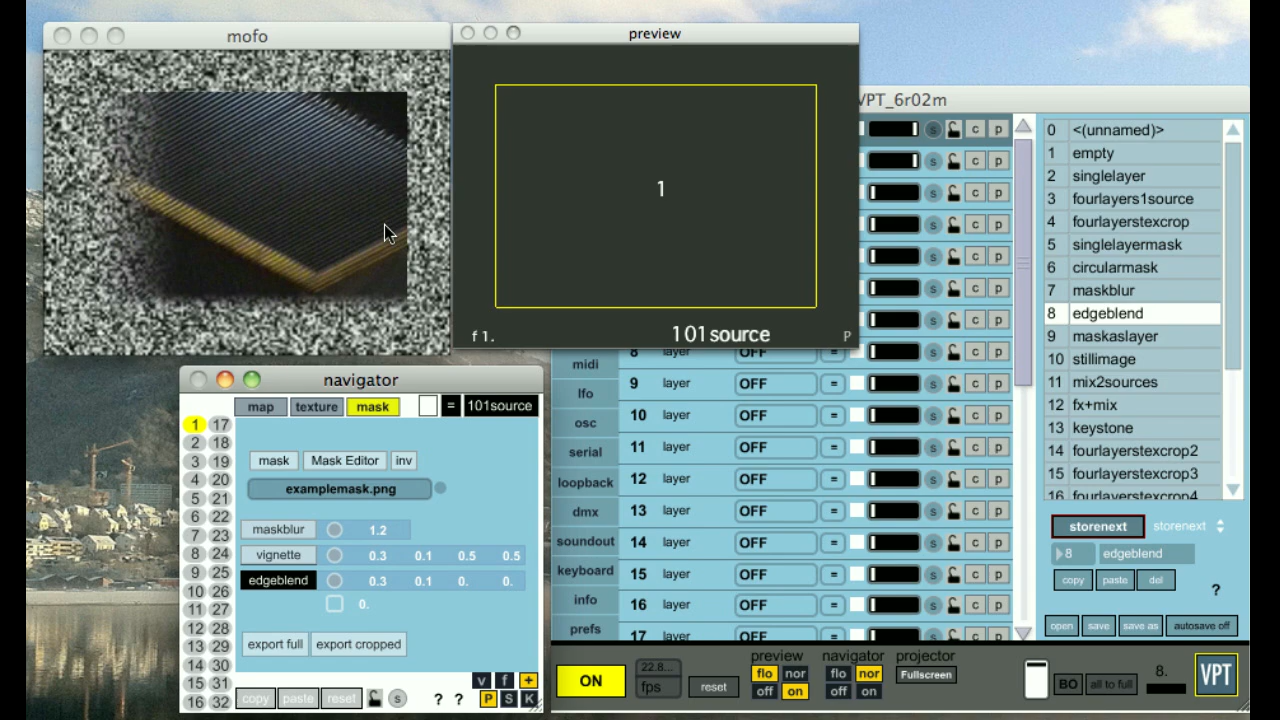 mofo
preview
1
f 1.
101source
P
VPT_6r02m
s c p
s c p
s c p
s c p
s c p
s c p
s c p
s c p
8 layer OFF =
9 layer OFF = s c p
10 layer OFF = s c p
11 layer OFF = s c p
12 layer OFF = s c p
13 layer OFF = s c p
14 layer OFF = s c p
15 layer OFF = s c p
16 layer OFF = s c p
17 layer OFF = s c p
midi
lfo
osc
serial
loopback
dmx
soundout
keyboard
info
prefs
0 <(unnamed)>
1 empty
2 singlelayer
3 fourlayers1source
4 fourlayerstexcrop
5 singlelayermask
6 circularmask
7 maskblur
8 edgeblend
9 maskaslayer
10 stillimage
11 mix2sources
12 fx+mix
13 keystone
14 fourlayerstexcrop2
15 fourlayerstexcrop3
16 fourlayerstexcrop4
storenext storenext
8 edgeblend
copy paste del
?
open save save as autosave off
navigator
map texture mask = 101source
1 17
2 18
3 19
4 20
5 21
6 22
7 23
8 24
9 25
10 26
11 27
12 28
13 29
14 30
15 31
16 32
mask Mask Editor inv
examplemask.png
maskblur 1.2
vignette 0.3 0.1 0.5 0.5
edgeblend 0.3 0.1 0. 0.
0.
export full export cropped
v f +
copy paste reset s ? ? P S K
ON
22.8...
fps
reset
preview
flo nor
off on
navigator
flo nor
off on
projector
Fullscreen
BO all to full
8.
VPT